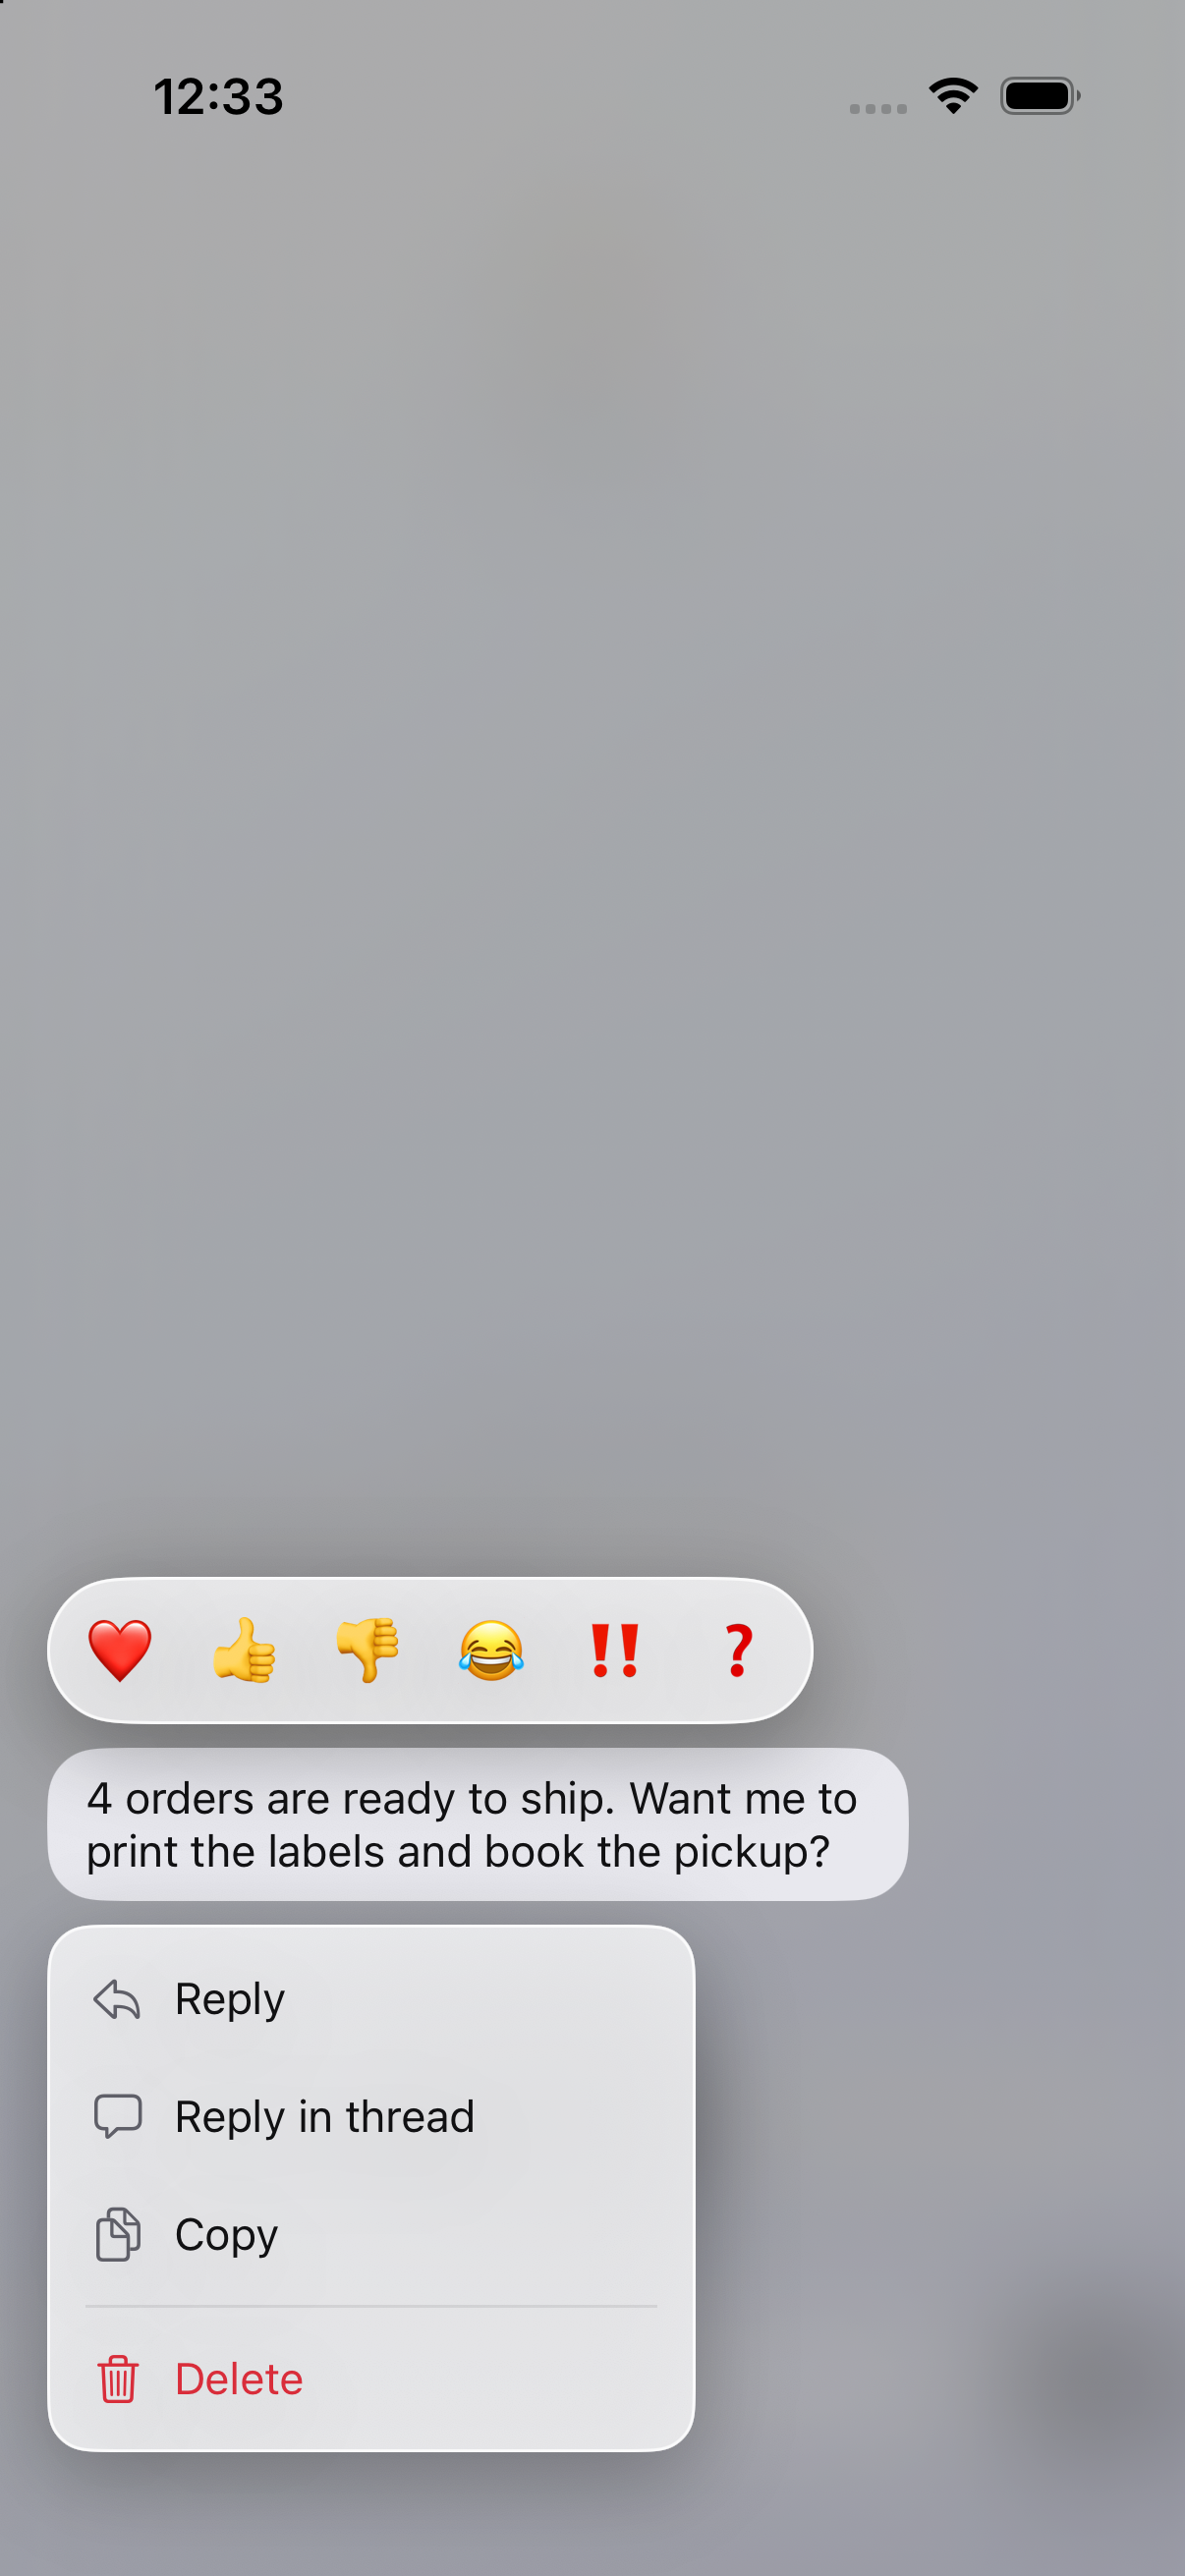 12:33
4 orders are ready to ship. Want me to
print the labels and book the pickup?
Reply
Reply in thread
Copy
Delete